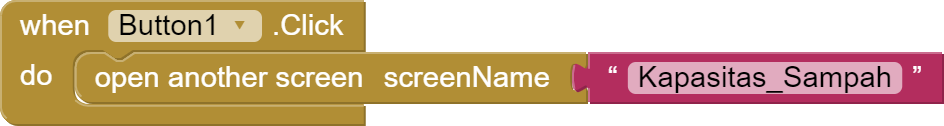 when Button1 .Click
do open another screen screenName “ Kapasitas_Sampah ”